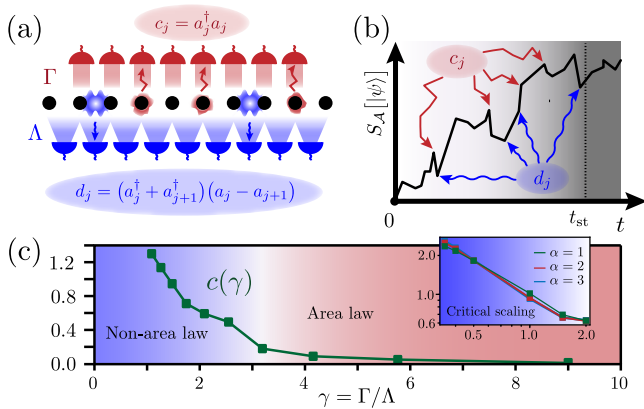 (a)
c_j = a_j^† a_j
Γ
Λ
d_j = (a_j^† + a_{j+1}^†)(a_j − a_{j+1})
(b)
S_A[|ψ⟩]
c_j
d_j
0
t_st
t
(c)
1.2
0.8
0.4
0.0
c(γ)
Non-area law
Area law
2.0
1.0
0.6
α = 1
α = 2
α = 3
Critical scaling
0.5 1.0 2.0
0 2 4 6 8 10
γ = Γ/Λ